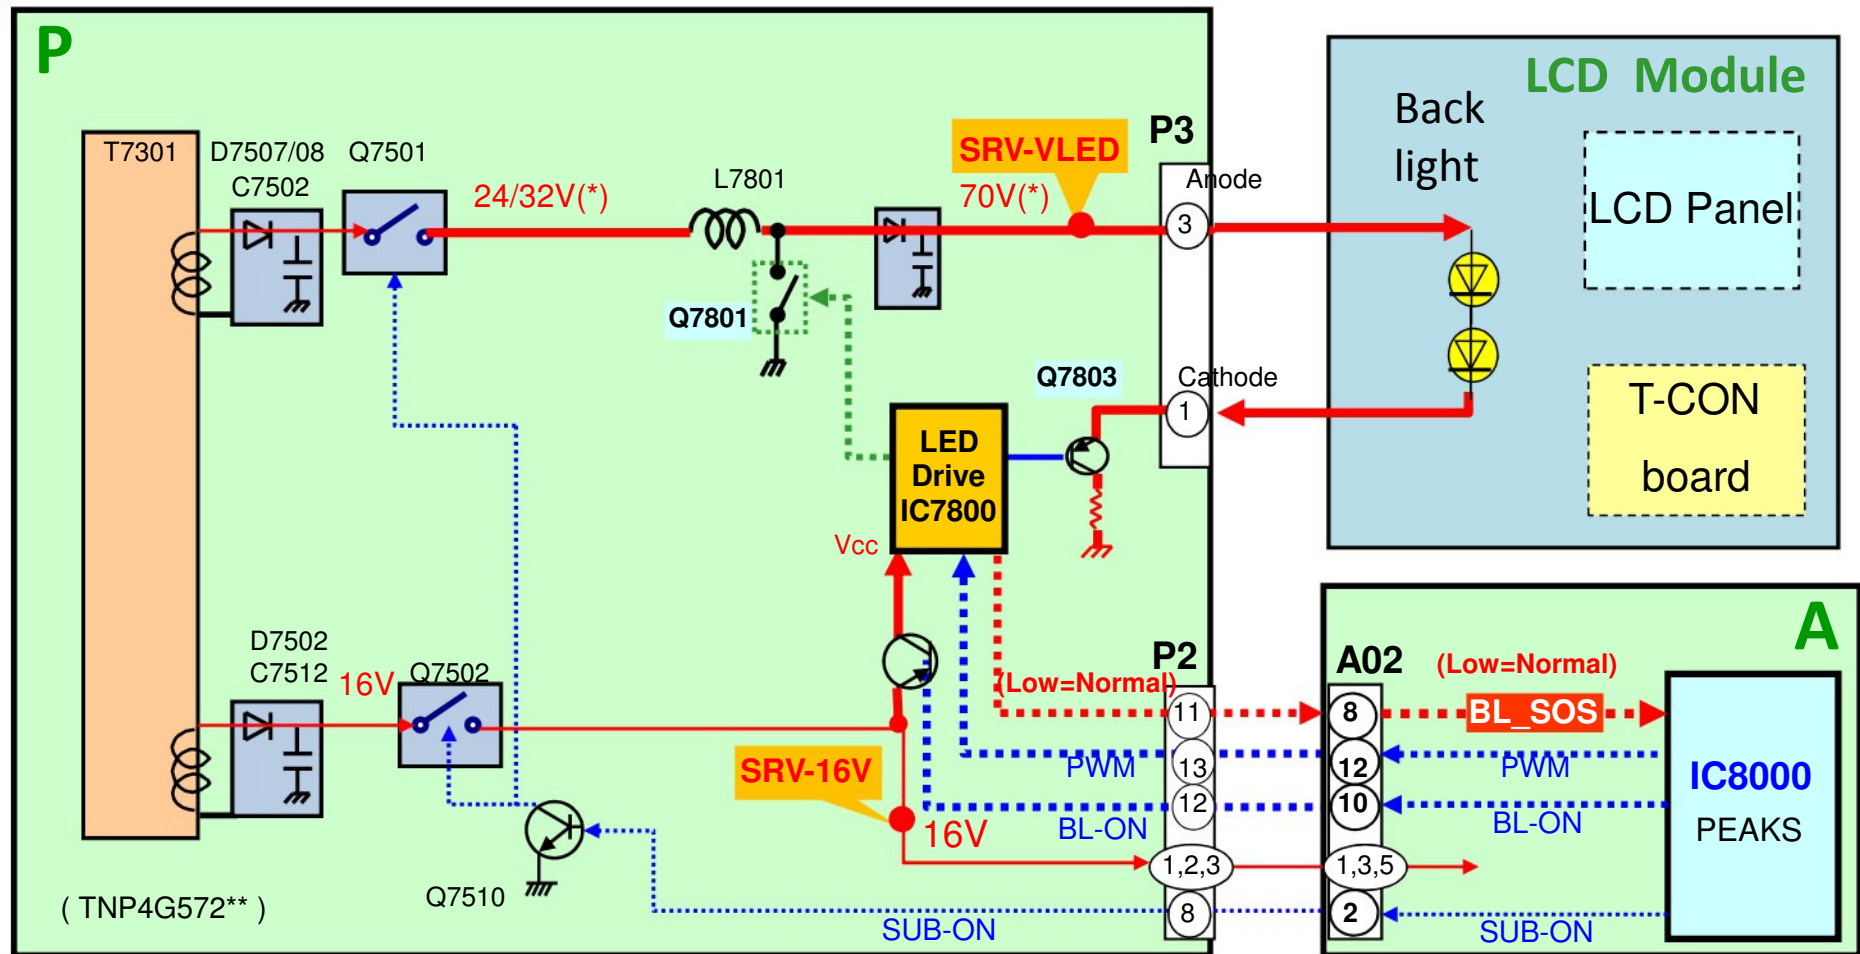 P
T7301
D7507/08
C7502
Q7501
24/32V(*)
L7801
SRV-VLED
70V(*)
P3
Anode
3
Q7801
Q7803
Cathode
1
LED
Drive
IC7800
Vcc
D7502
C7512
16V
Q7502
SRV-16V
16V
Q7510
( TNP4G572** )
P2
(Low=Normal)
11
PWM
13
BL-ON
12
1,2,3
SUB-ON
8
LCD Module
Back
light
LCD Panel
T-CON
board
A
A02
(Low=Normal)
8
BL_SOS
12
PWM
10
BL-ON
1,3,5
2
SUB-ON
IC8000
PEAKS